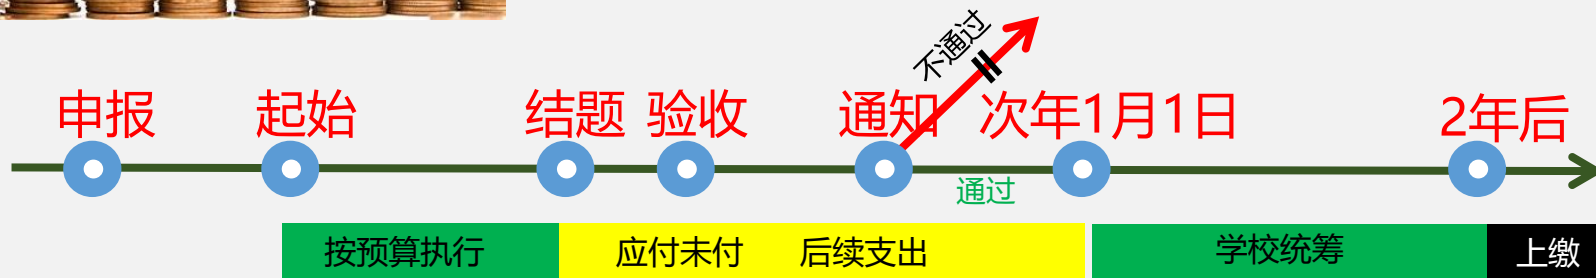 不通过
申报 起始 结题 验收 通知 次年1月1日 2年后
通过
按预算执行 应付未付 后续支出 学校统筹 上缴